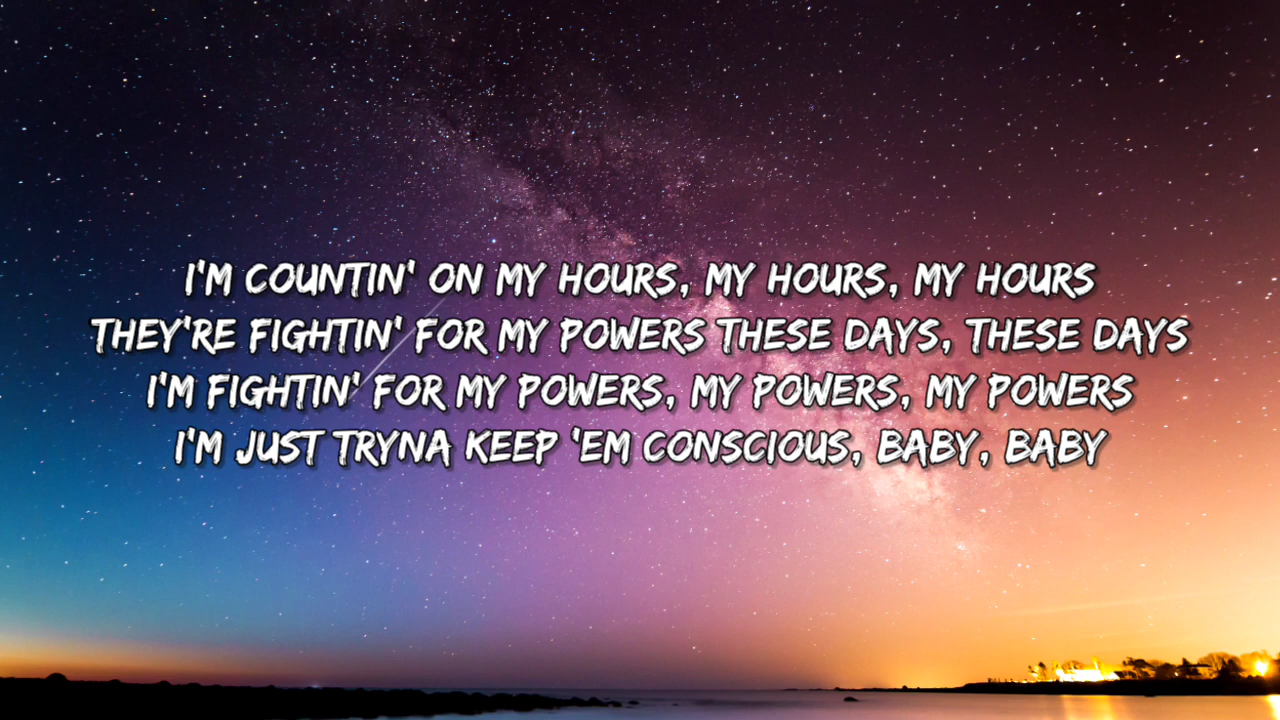 I'M COUNTIN' ON MY HOURS, MY HOURS, MY HOURS
THEY'RE FIGHTIN' FOR MY POWERS THESE DAYS, THESE DAYS
I'M FIGHTIN' FOR MY POWERS, MY POWERS, MY POWERS
I'M JUST TRYNA KEEP 'EM CONSCIOUS, BABY, BABY